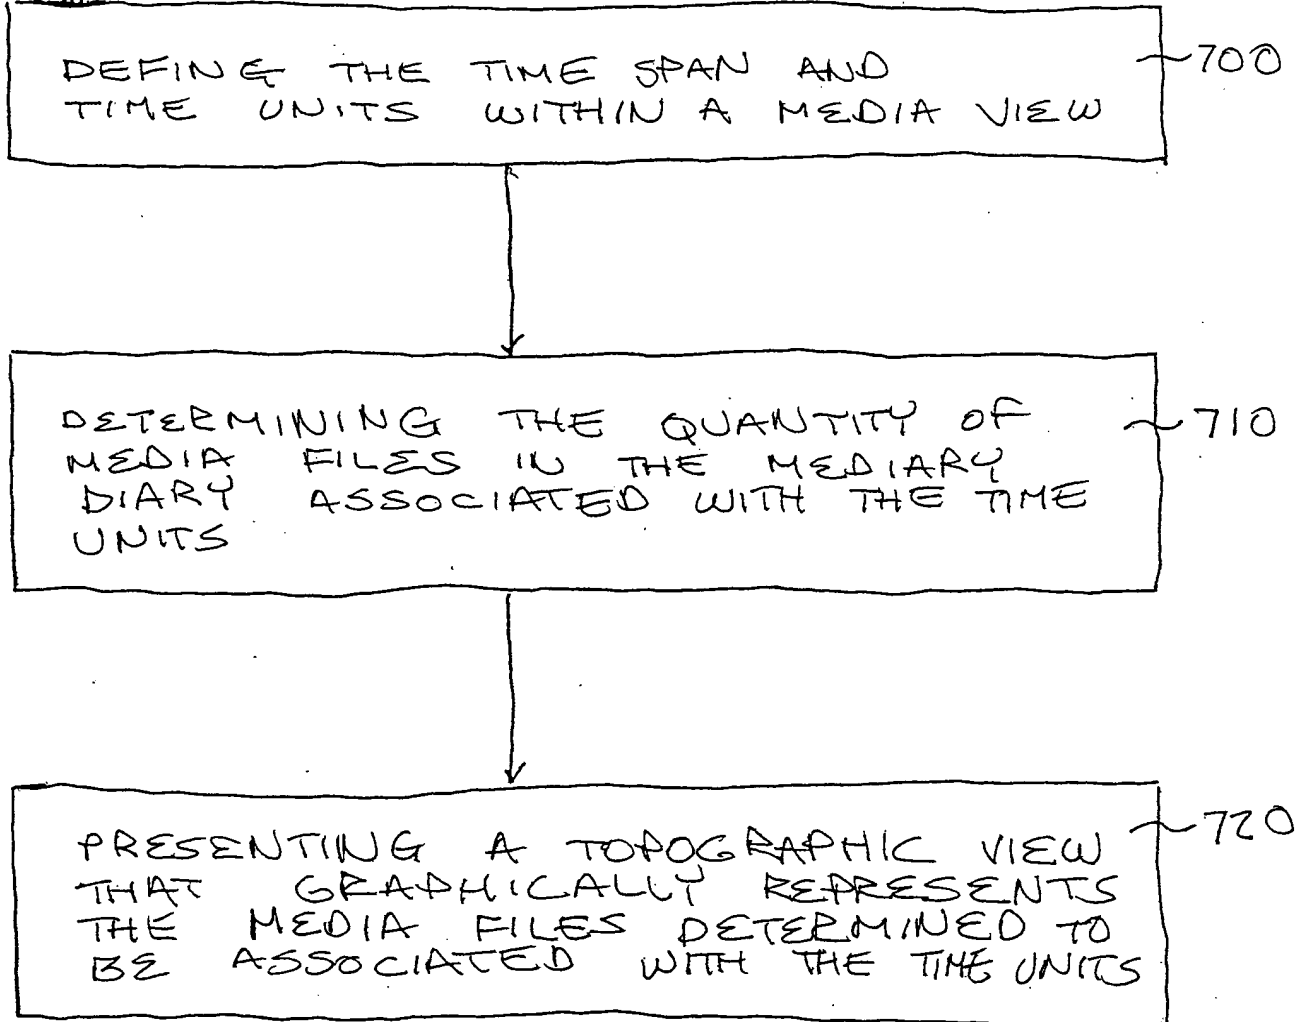 DEFINE THE TIME SPAN AND
700
TIME UNITS WITHIN A MEDIA VIEW
DETERMINING THE QUANTITY OF
710
MEDIA FILES IN THE MEDIARY
DIARY ASSOCIATED WITH THE TIME
UNITS
PRESENTING A TOPOGRAPHIC VIEW
720
THAT GRAPHICALLY REPRESENTS
THE MEDIA FILES DETERMINED TO
BE ASSOCIATED WITH THE TIME UNITS